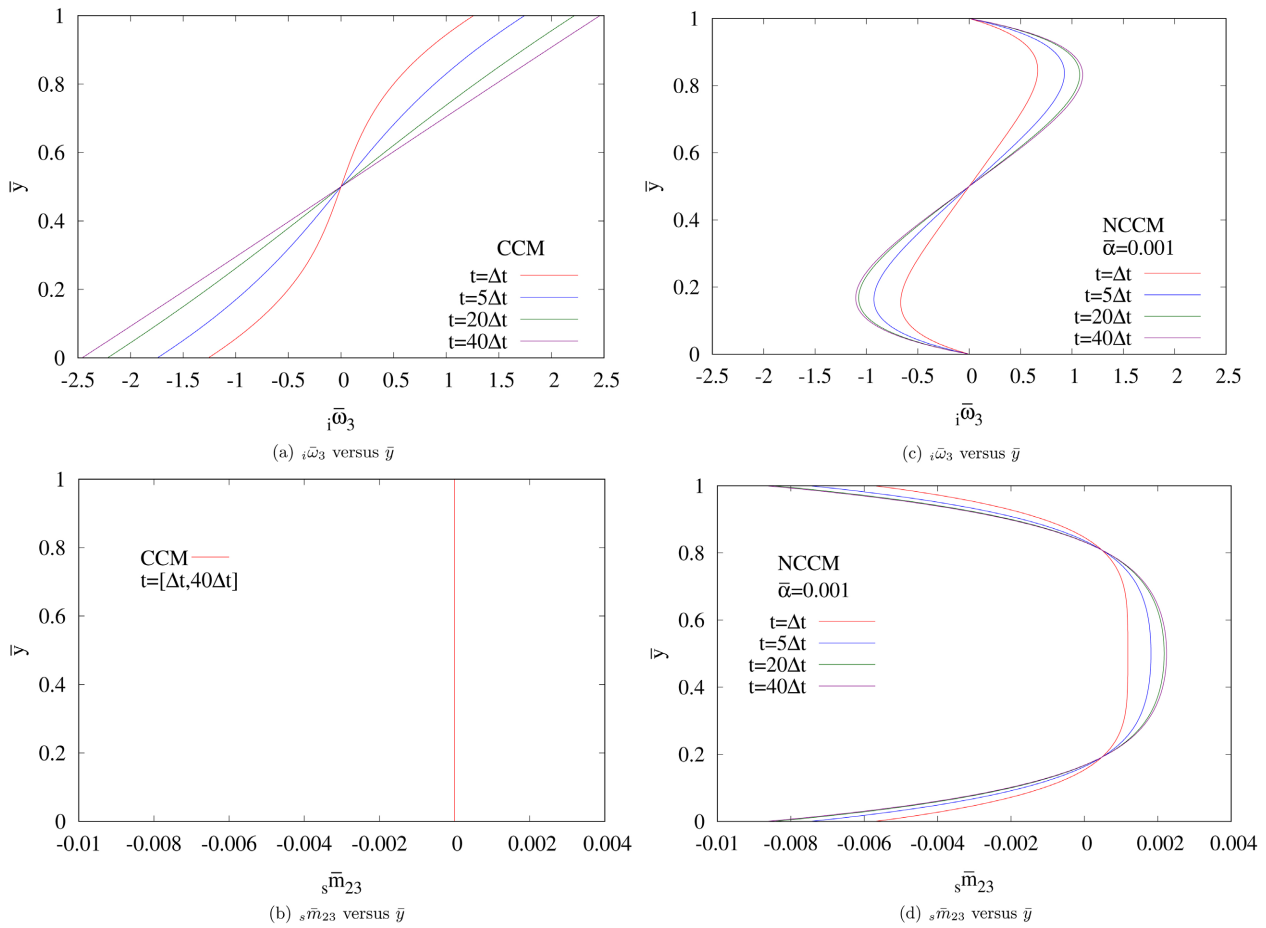 1
0.8
0.6
0.4
0.2
0
ȳ
CCM
t=Δt
t=5Δt
t=20Δt
t=40Δt
-2.5 -2 -1.5 -1 -0.5 0 0.5 1 1.5 2 2.5
iω̄3
(a) iω̄3 versus ȳ
1
0.8
0.6
0.4
0.2
0
ȳ
CCM
t=[Δt,40Δt]
-0.01 -0.008 -0.006 -0.004 -0.002 0 0.002 0.004
sm̄23
(b) sm̄23 versus ȳ
1
0.8
0.6
0.4
0.2
0
ȳ
NCCM
ᾱ=0.001
t=Δt
t=5Δt
t=20Δt
t=40Δt
-2.5 -2 -1.5 -1 -0.5 0 0.5 1 1.5 2 2.5
iω̄3
(c) iω̄3 versus ȳ
1
0.8
0.6
0.4
0.2
0
ȳ
NCCM
ᾱ=0.001
t=Δt
t=5Δt
t=20Δt
t=40Δt
-0.01 -0.008 -0.006 -0.004 -0.002 0 0.002 0.004
sm̄23
(d) sm̄23 versus ȳ